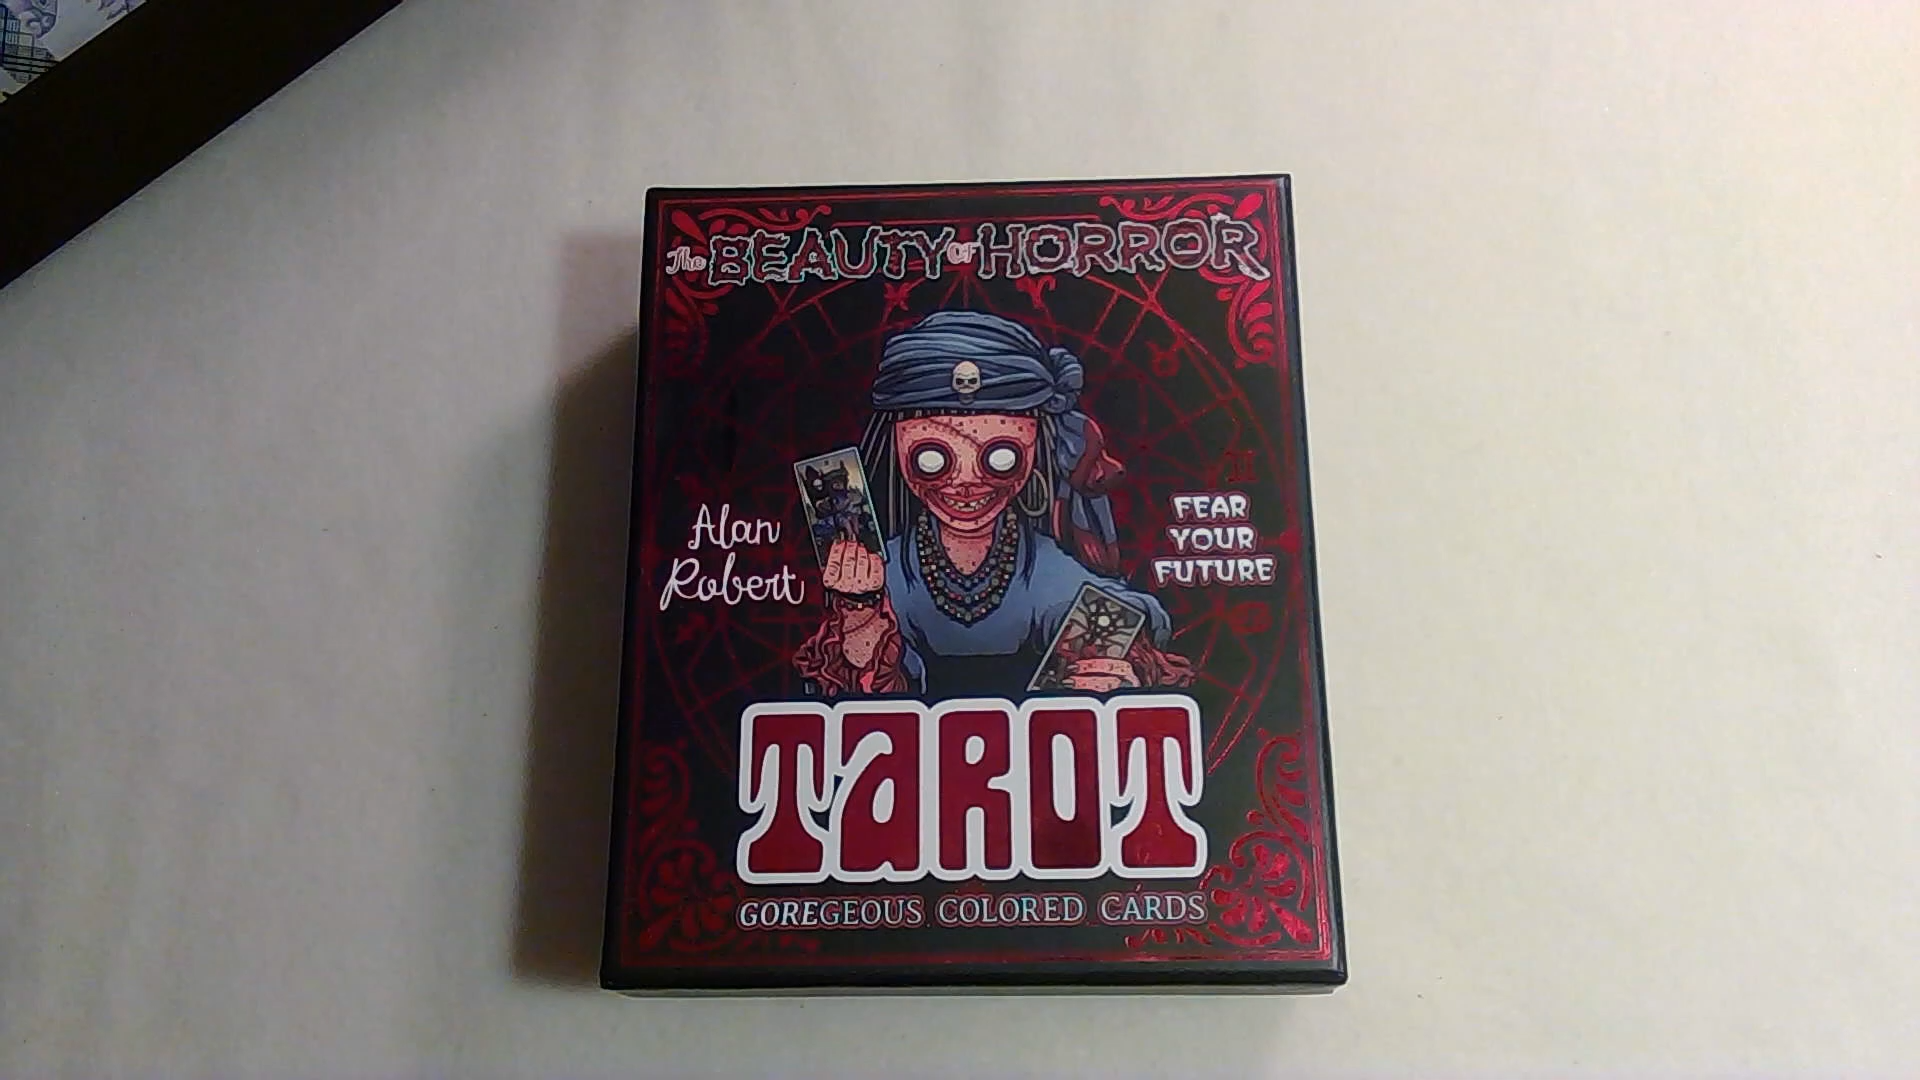 The BEAUTY OF HORROR
Alan
Robert
FEAR
YOUR
FUTURE
TAROT
GOREGEOUS COLORED CARDS